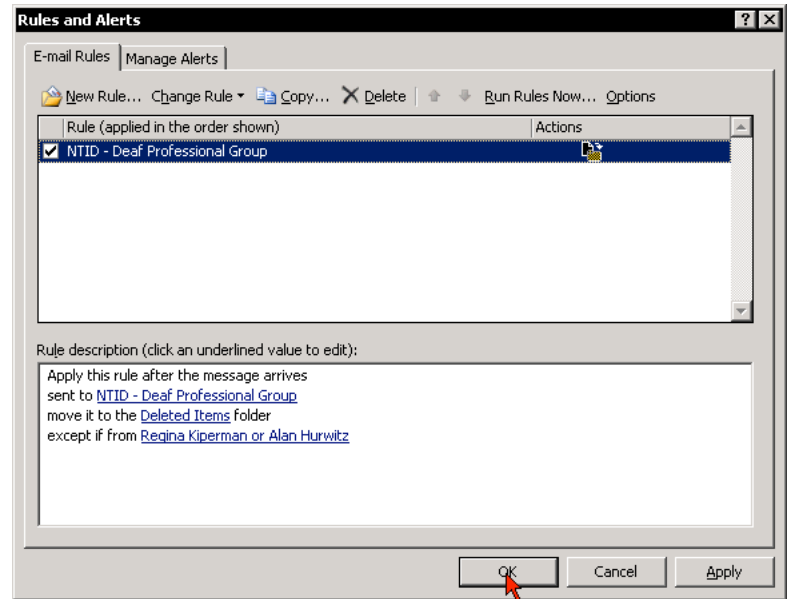 Rules and Alerts
E-mail Rules
Manage Alerts
New Rule... Change Rule Copy... Delete Run Rules Now... Options
Rule (applied in the order shown) Actions
NTID - Deaf Professional Group
Rule description (click an underlined value to edit):
Apply this rule after the message arrives
sent to NTID - Deaf Professional Group
move it to the Deleted Items folder
except if from Regina Kiperman or Alan Hurwitz
OK Cancel Apply